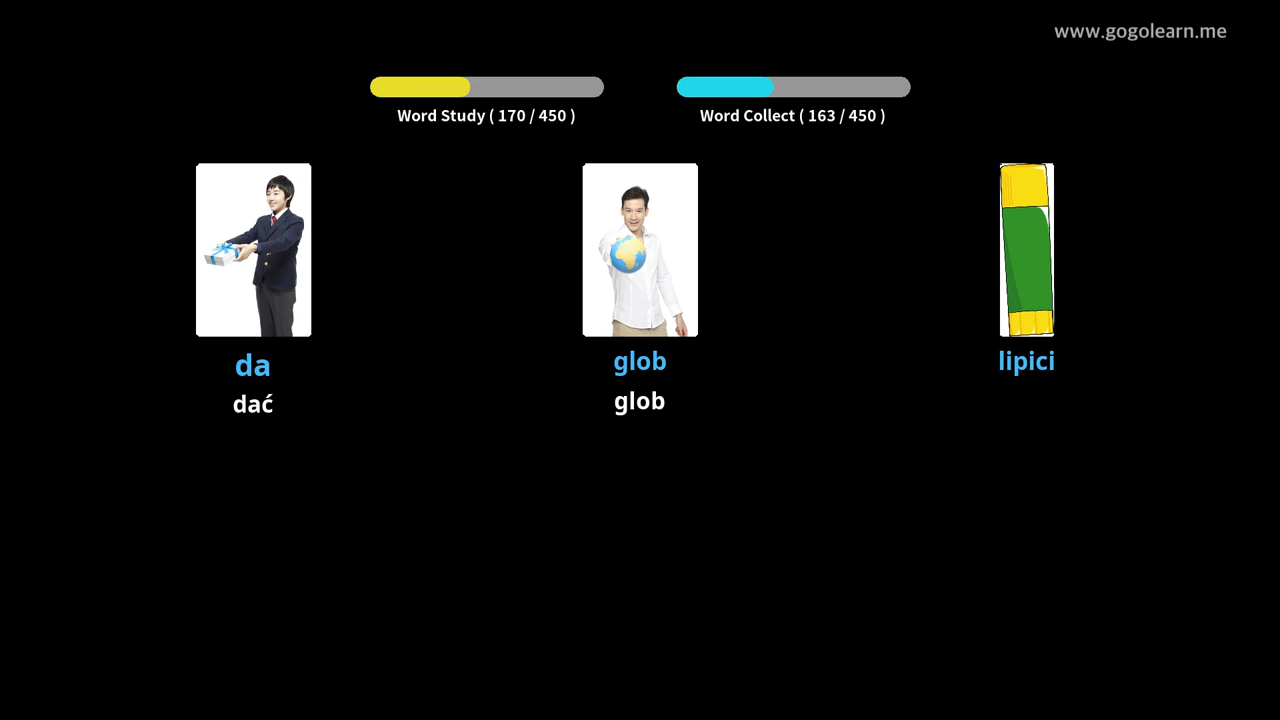 www.gogolearn.me
Word Study ( 170 / 450 )
Word Collect ( 163 / 450 )
da
dać
glob
glob
lipici